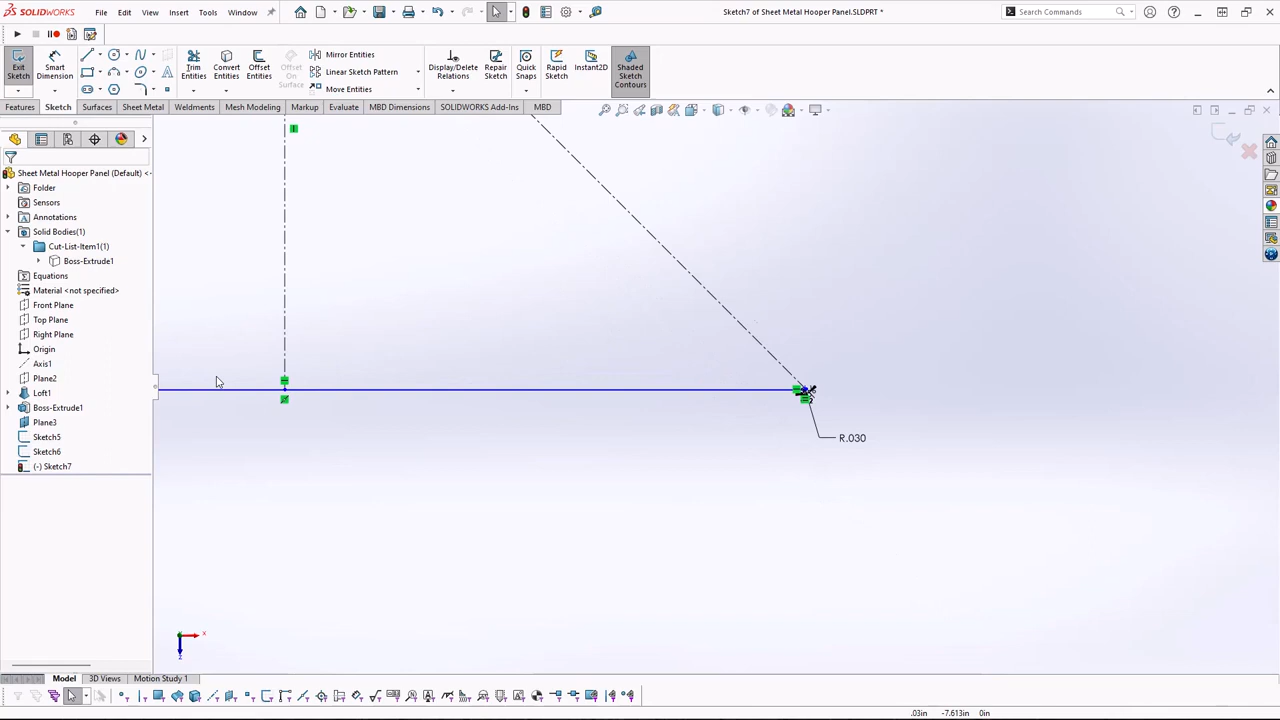 SOLIDWORKS File Edit View Insert Tools Window Sketch7 of Sheet Metal Hooper Panel.SLDPRT * Search Commands
Exit Sketch Smart Dimension Trim Entities Convert Entities Offset Entities Offset On Surface Mirror Entities Linear Sketch Pattern Move Entities Display/Delete Relations Repair Sketch Quick Snaps Rapid Sketch Instant2D Shaded Sketch Contours
Features Sketch Surfaces Sheet Metal Weldments Mesh Modeling Markup Evaluate MBD Dimensions SOLIDWORKS Add-Ins MBD
Sheet Metal Hooper Panel (Default) <
Folder
Sensors
Annotations
Solid Bodies(1)
Cut-List-Item1(1)
Boss-Extrude1
Equations
Material <not specified>
Front Plane
Top Plane
Right Plane
Origin
Axis1
Plane2
Loft1
Boss-Extrude1
Plane3
Sketch5
Sketch6
(-) Sketch7
R.030
X
Z
Model 3D Views Motion Study 1
.03in -7.613in 0in